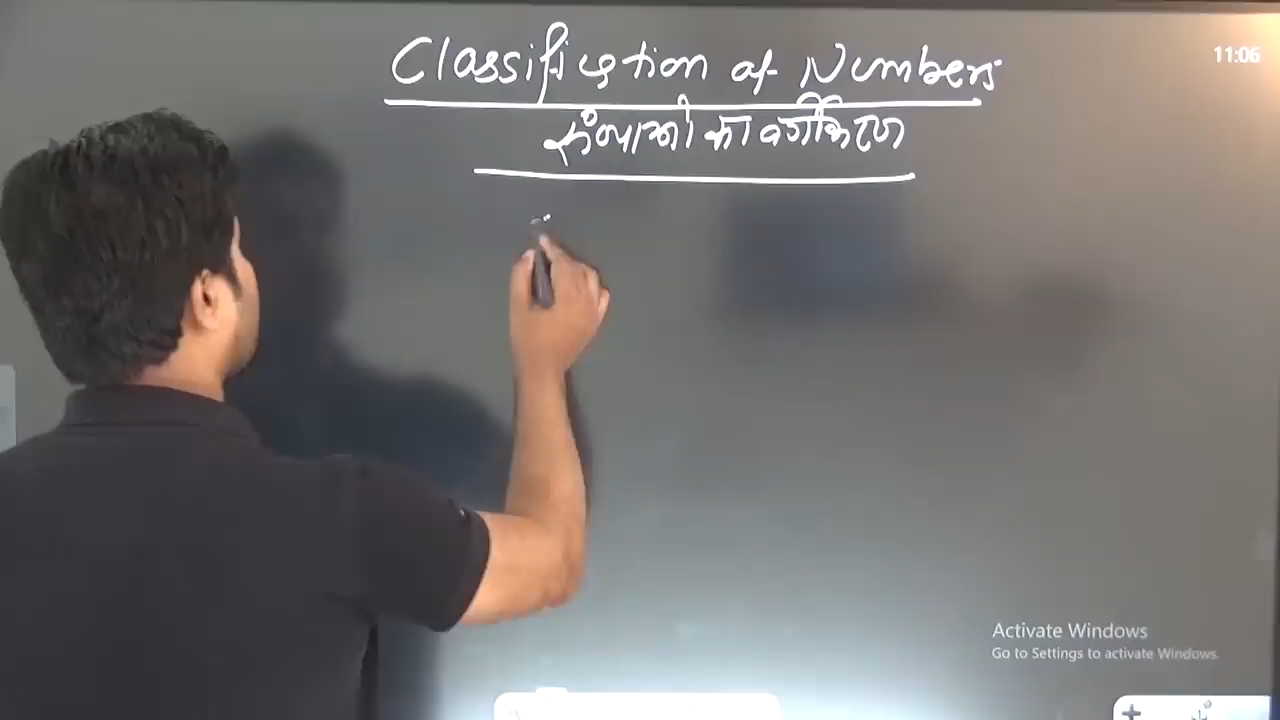 Classification of Numbers
संख्याओ का वर्गीकरण
11:06
Activate Windows
Go to Settings to activate Windows.